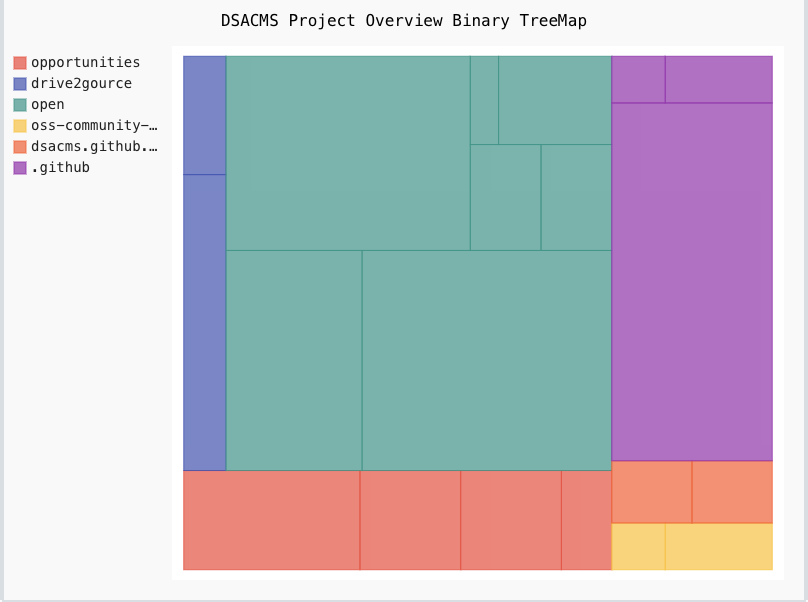 DSACMS Project Overview Binary TreeMap
opportunities
drive2gource
open
oss-community-…
dsacms.github.…
.github